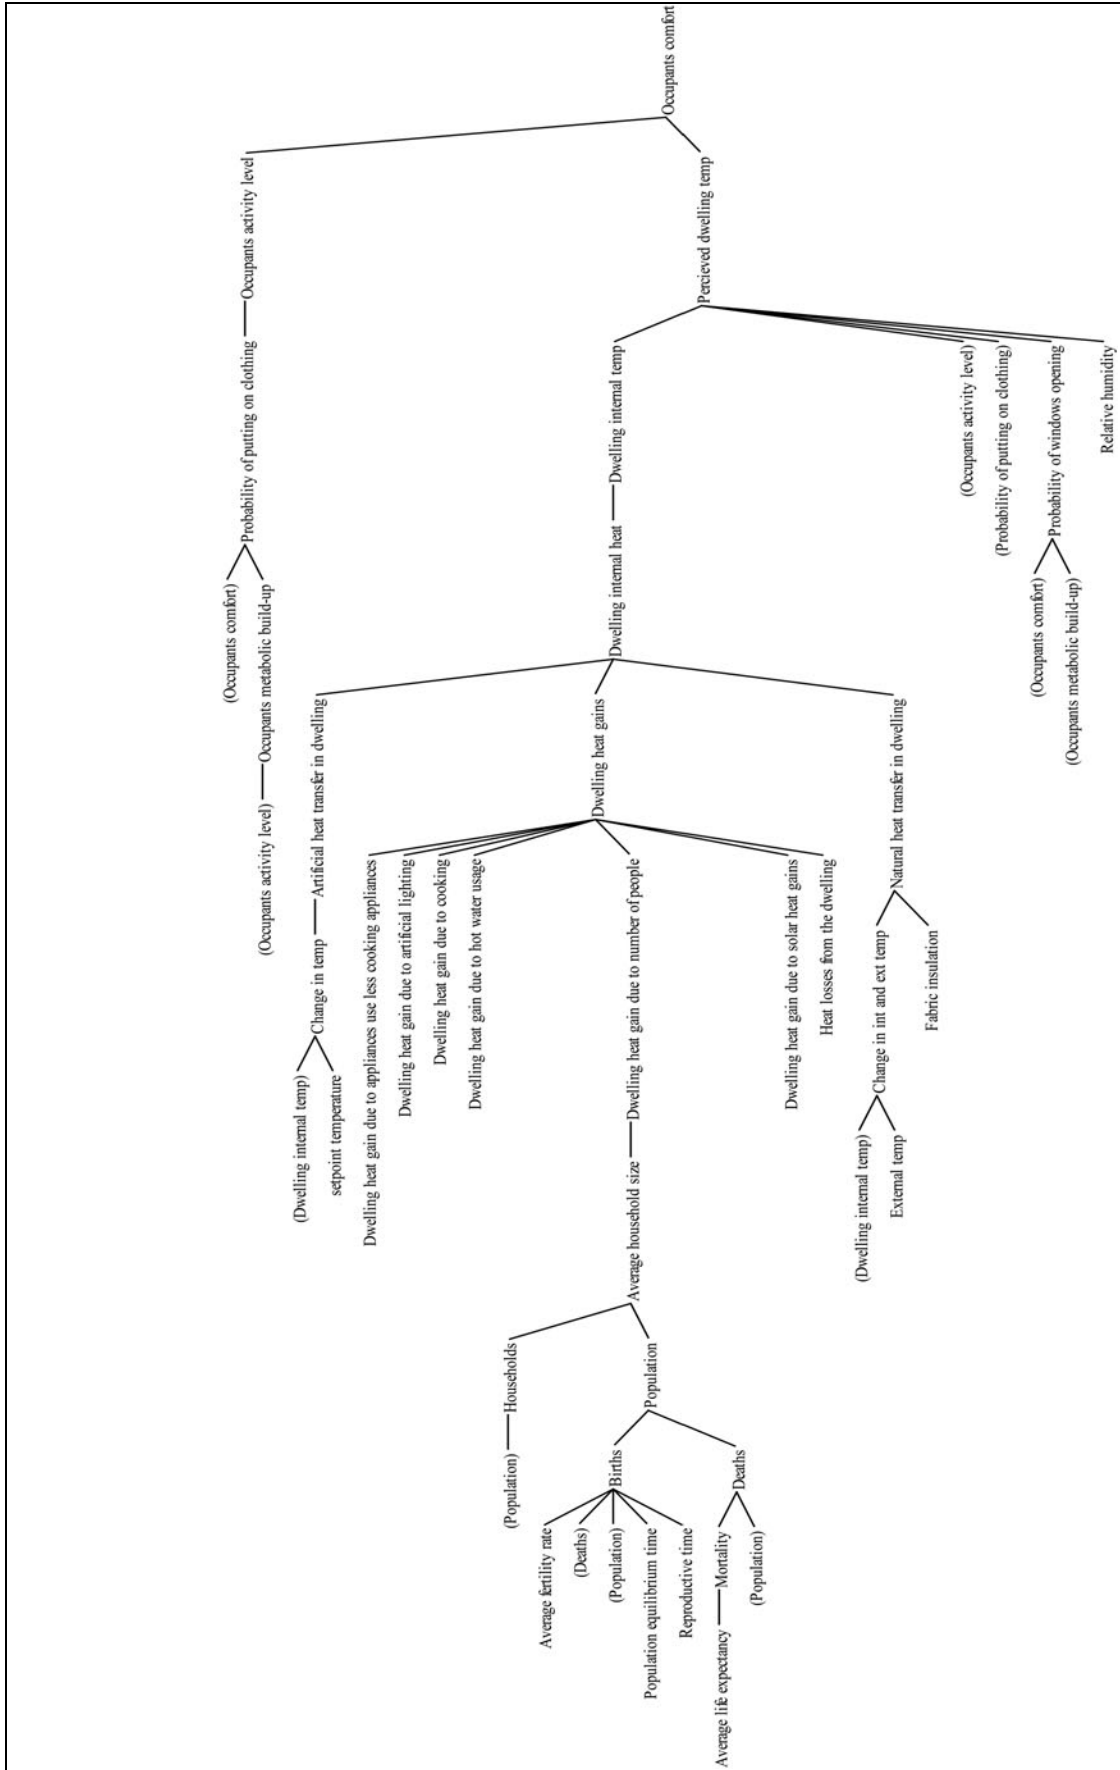 (Occupants comfort)
(Occupants activity level)
Occupants metabolic build-up
Probability of putting on clothing
Occupants activity level
(Dwelling internal temp)
setpoint temperature
Change in temp
Artificial heat transfer in dwelling
Dwelling heat gain due to appliances use less cooking appliances
Dwelling heat gain due to artificial lighting
Dwelling heat gain due to cooking
Dwelling heat gain due to hot water usage
(Population)
Households
Average fertility rate
(Deaths)
(Population)
Population equilibrium time
Reproductive time
Births
Average life expectancy
Mortality
(Population)
Deaths
Population
Average household size
Dwelling heat gain due to number of people
Dwelling heat gain due to solar heat gains
Heat losses from the dwelling
Dwelling heat gains
(Dwelling internal temp)
External temp
Change in int and ext temp
Fabric insulation
Natural heat transfer in dwelling
Dwelling internal heat
Dwelling internal temp
(Occupants activity level)
(Probability of putting on clothing)
(Occupants comfort)
(Occupants metabolic build-up)
Probability of windows opening
Relative humidity
Percieved dwelling temp
Occupants comfort